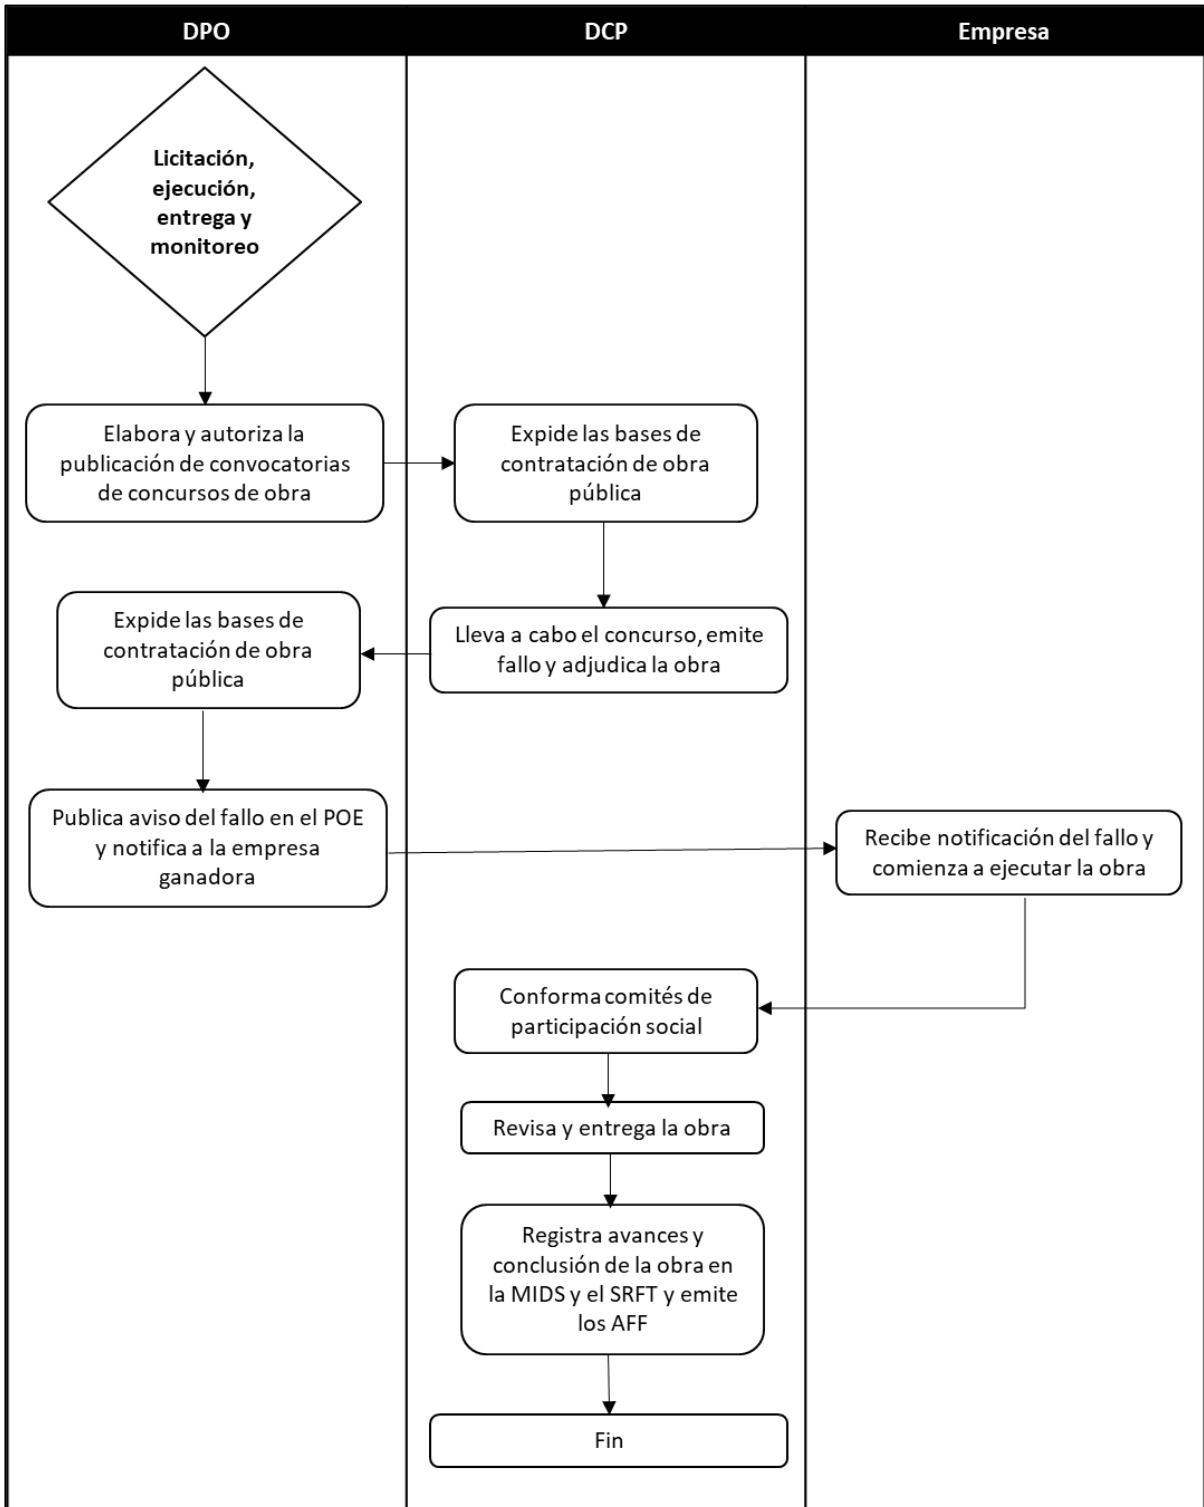 DPO
DCP
Empresa
Licitación,
ejecución,
entrega y
monitoreo
Elabora y autoriza la
publicación de convocatorias
de concursos de obra
Expide las bases de
contratación de obra
pública
Lleva a cabo el concurso, emite
fallo y adjudica la obra
Expide las bases de
contratación de obra
pública
Publica aviso del fallo en el POE
y notifica a la empresa
ganadora
Recibe notificación del fallo y
comienza a ejecutar la obra
Conforma comités de
participación social
Revisa y entrega la obra
Registra avances y
conclusión de la obra en
la MIDS y el SRFT y emite
los AFF
Fin